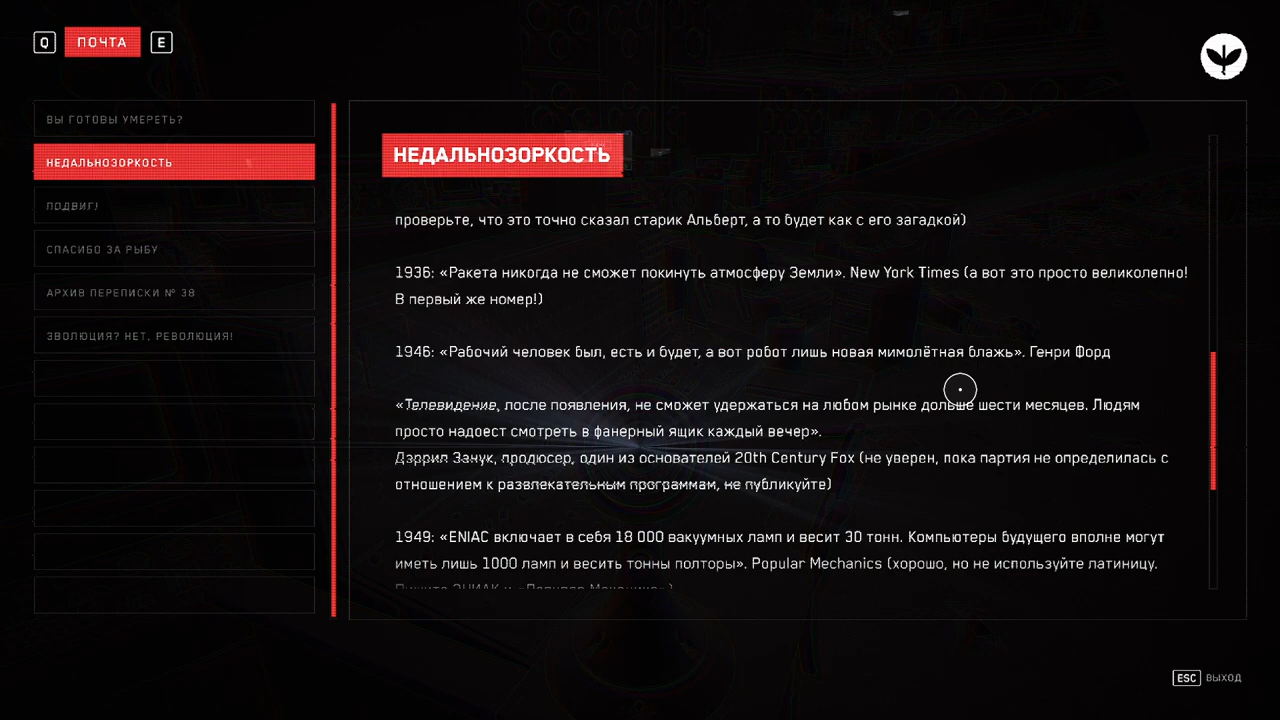 Q ПОЧТА E
ВЫ ГОТОВЫ УМЕРЕТЬ?
НЕДАЛЬНОЗОРКОСТЬ
ПОДВИГ!
СПАСИБО ЗА РЫБУ
АРХИВ ПЕРЕПИСКИ № 38
ЭВОЛЮЦИЯ? НЕТ, РЕВОЛЮЦИЯ!
НЕДАЛЬНОЗОРКОСТЬ
проверьте, что это точно сказал старик Альберт, а то будет как с его загадкой)
1936: «Ракета никогда не сможет покинуть атмосферу Земли». New York Times (а вот это просто великолепно!
В первый же номер!)
1946: «Рабочий человек был, есть и будет, а вот робот лишь новая мимолётная блажь». Генри Форд
«Телевидение, после появления, не сможет удержаться на любом рынке дольше шести месяцев. Людям
просто надоест смотреть в фанерный ящик каждый вечер».
Дэррил Занук, продюсер, один из основателей 20th Century Fox (не уверен, пока партия не определилась с
отношением к развлекательным программам, не публикуйте)
1949: «ENIAC включает в себя 18 000 вакуумных ламп и весит 30 тонн. Компьютеры будущего вполне могут
иметь лишь 1000 ламп и весить тонны полторы». Popular Mechanics (хорошо, но не используйте латиницу.
Пишите ЭНИАК и «Популар Механикс»)
ESC ВЫХОД